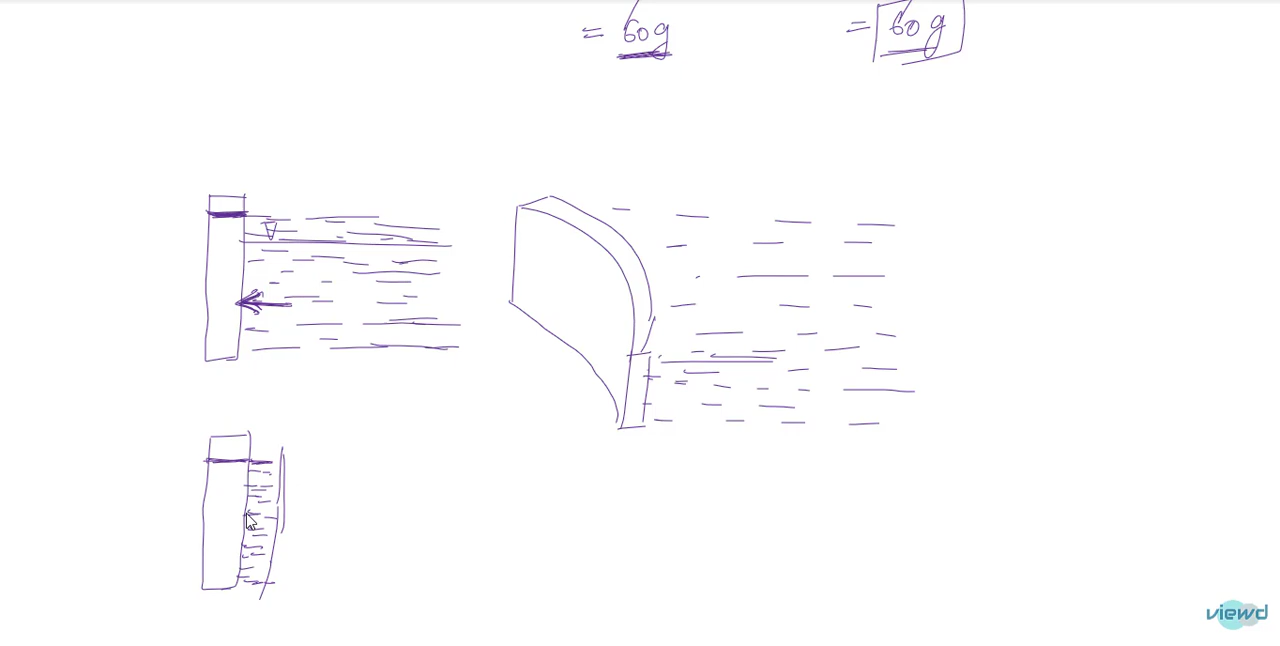 = 60g = 60g
viewd